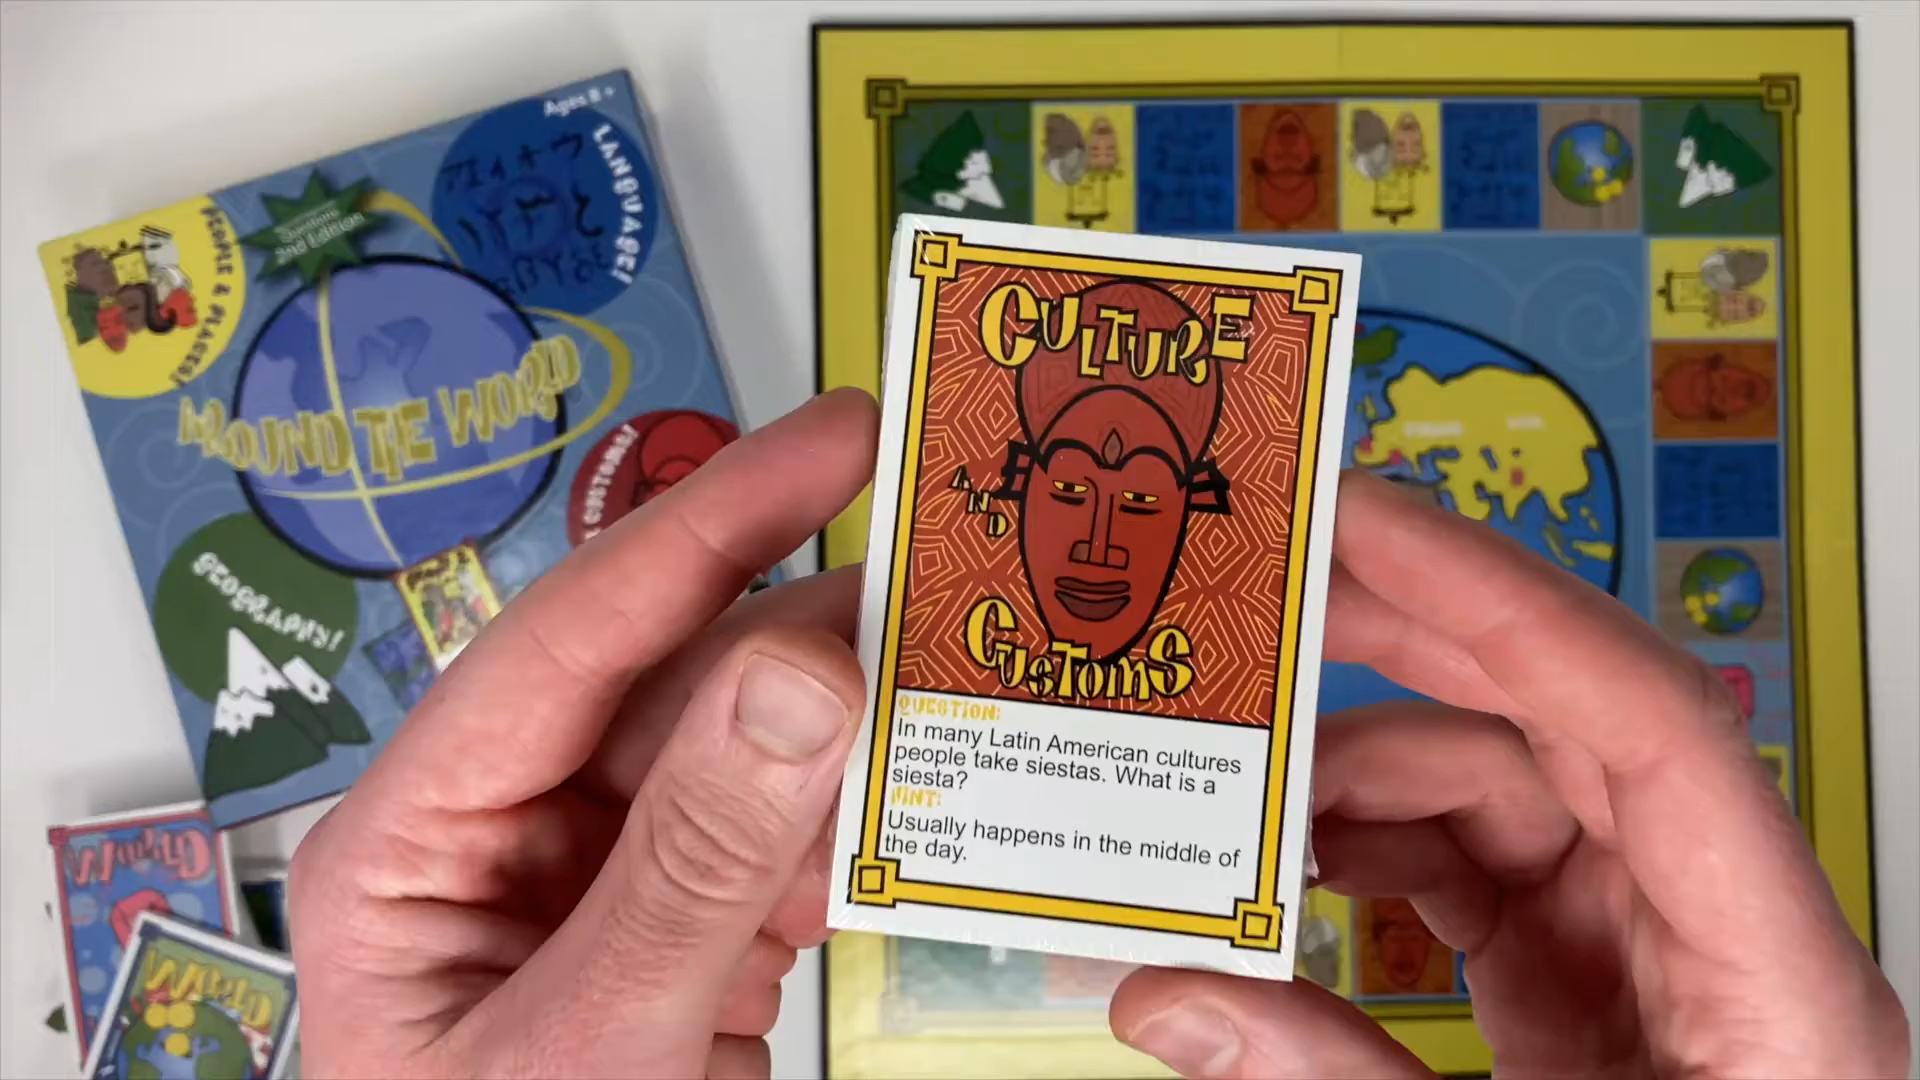 Ages 8+
LANGUAGE!
PEOPLE & PLACES!
2nd Edition
AROUND THE WORLD
CUSTOMS!
GEOGRAPHY!
CULTURE
AND
CUSTOMS
QUESTION:
In many Latin American cultures
people take siestas. What is a
siesta?
HINT:
Usually happens in the middle of
the day.
WORLD